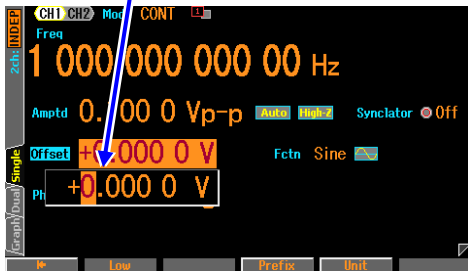 CH1 CH2 Mod CONT
2ch: INDEP
Freq
1 000 000 000 00 Hz
Amptd 0. 00 0 Vp-p Auto High-Z Synclator Off
Offset +0 000 0 V Fctn Sine
Ph +0.000 0 V
Single
Dual
Graph
Low Prefix Unit